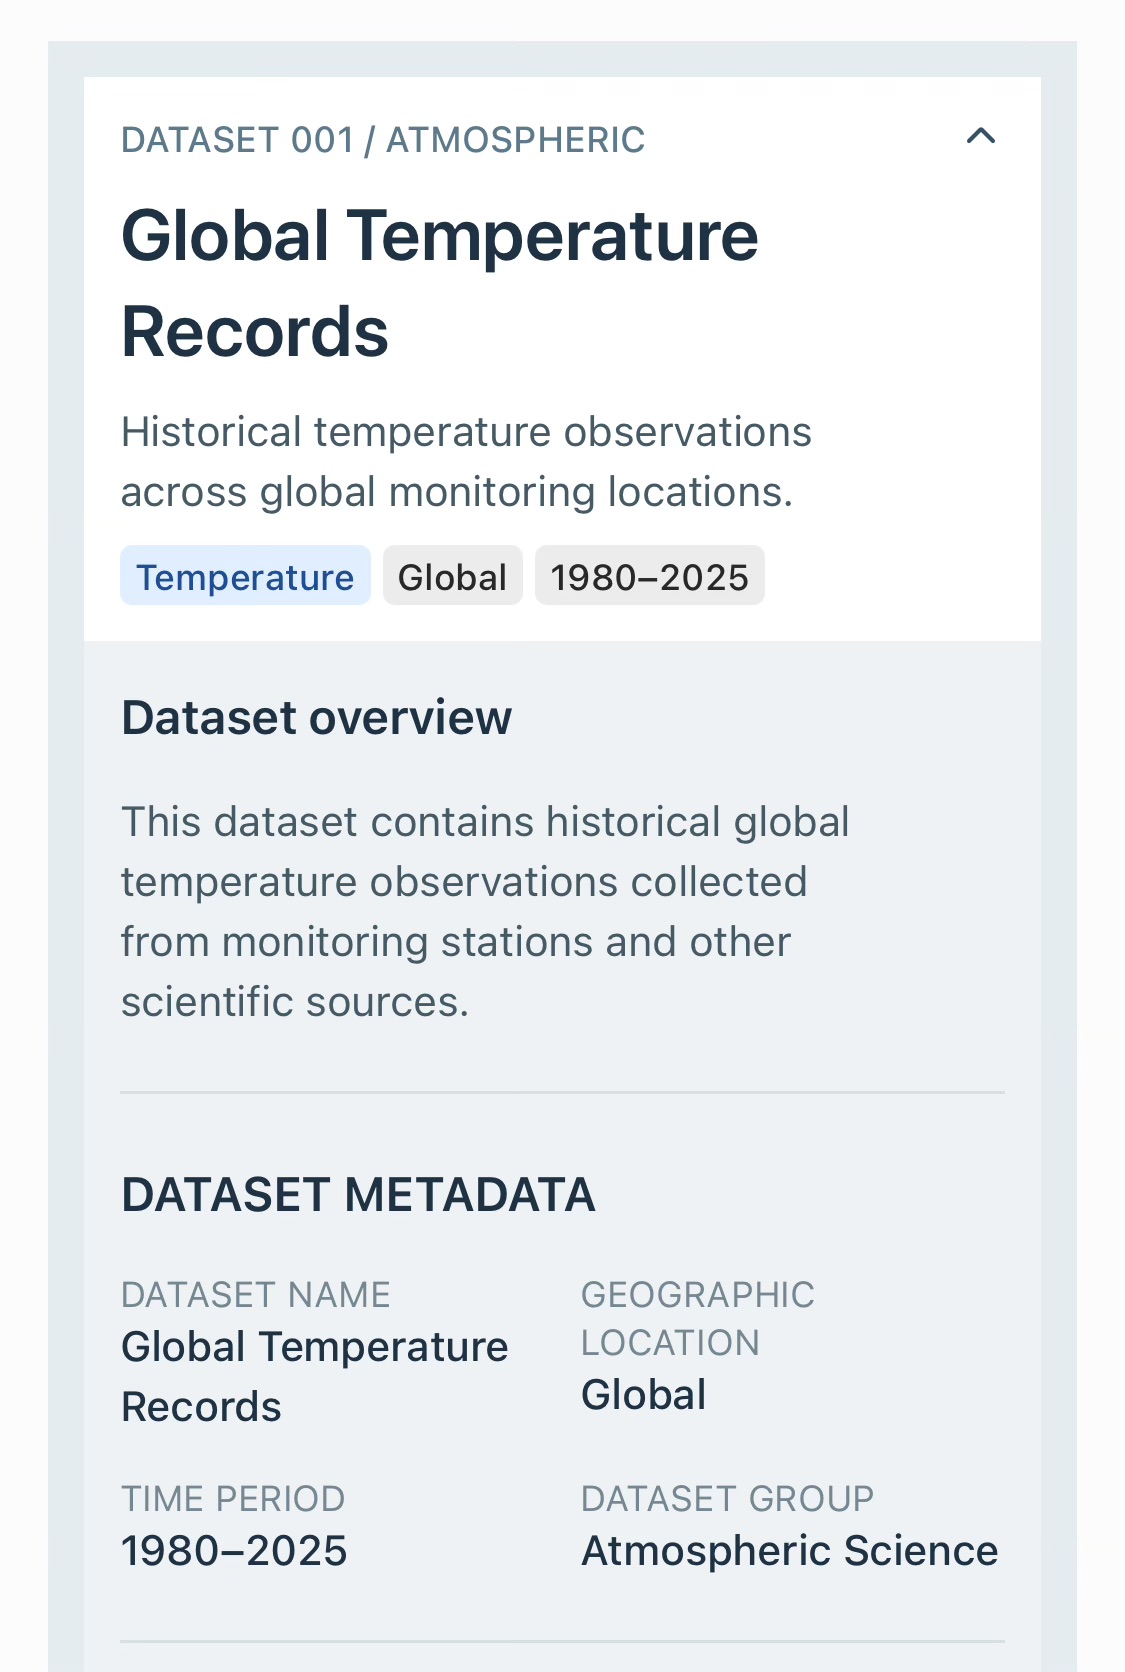 DATASET 001 / ATMOSPHERIC
Global Temperature
Records
Historical temperature observations
across global monitoring locations.
Temperature Global 1980–2025
Dataset overview
This dataset contains historical global
temperature observations collected
from monitoring stations and other
scientific sources.
DATASET METADATA
DATASET NAME
Global Temperature
Records
GEOGRAPHIC
LOCATION
Global
TIME PERIOD
1980–2025
DATASET GROUP
Atmospheric Science